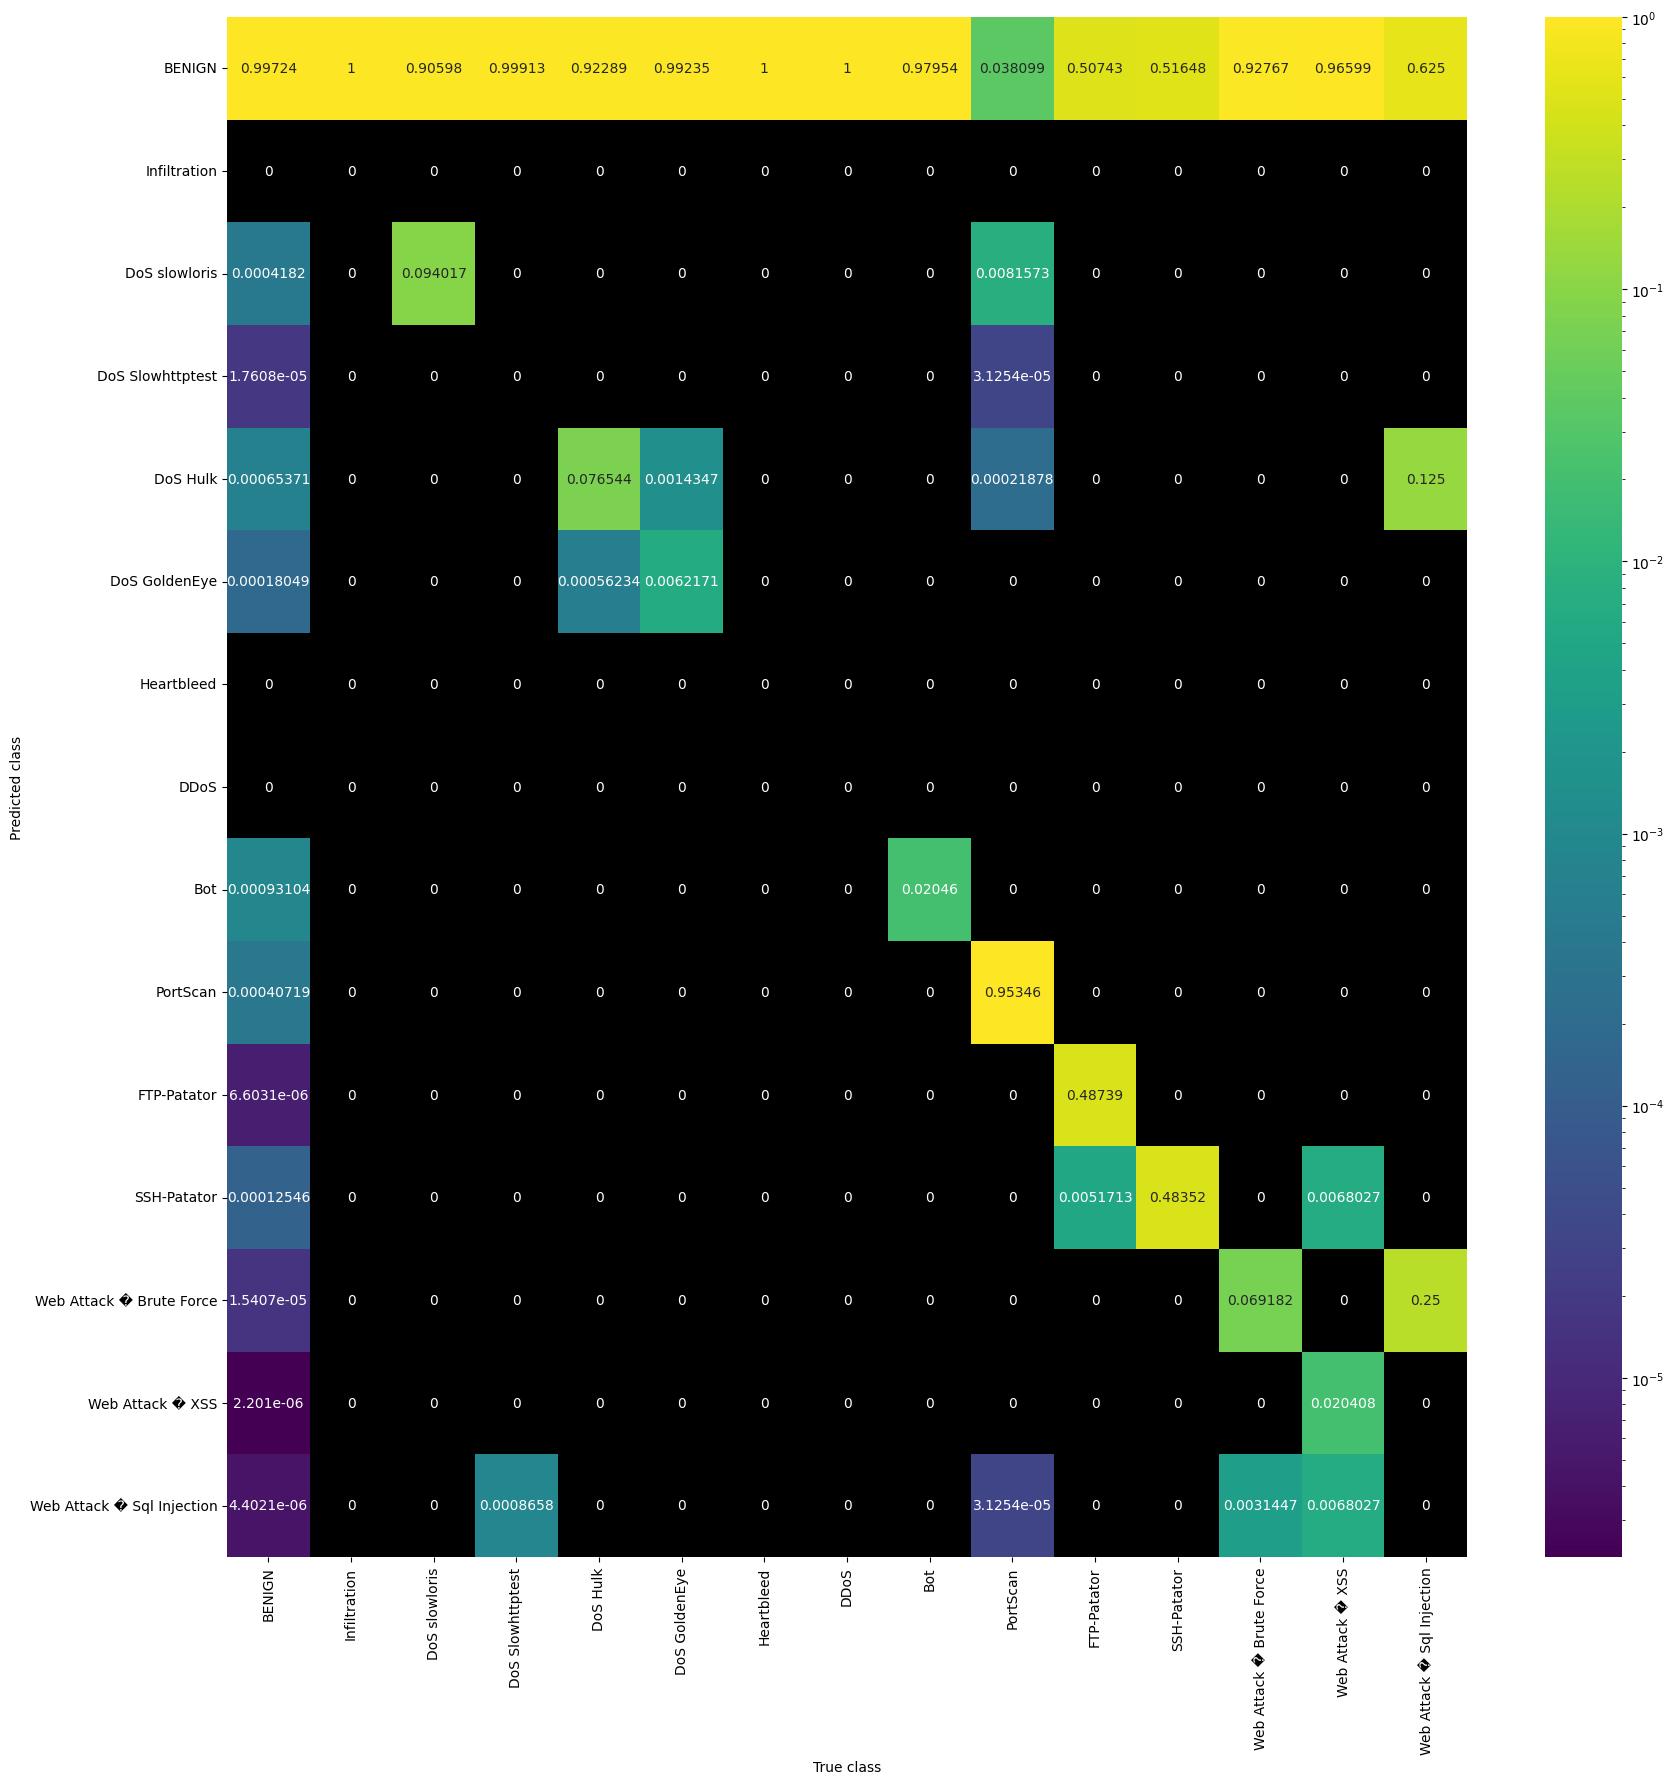 BENIGN 0.99724 1 0.90598 0.99913 0.92289 0.99235 1 1 0.97954 0.038099 0.50743 0.51648 0.92767 0.96599 0.625
Infiltration 0 0 0 0 0 0 0 0 0 0 0 0 0 0 0
DoS slowloris 0.0004182 0 0.094017 0 0 0 0 0 0 0.0081573 0 0 0 0 0
DoS Slowhttptest 1.7608e-05 0 0 0 0 0 0 0 0 3.1254e-05 0 0 0 0 0
DoS Hulk 0.00065371 0 0 0 0.076544 0.0014347 0 0 0 0.00021878 0 0 0 0 0.125
DoS GoldenEye 0.00018049 0 0 0 0.00056234 0.0062171 0 0 0 0 0 0 0 0 0
Heartbleed 0 0 0 0 0 0 0 0 0 0 0 0 0 0 0
DDoS 0 0 0 0 0 0 0 0 0 0 0 0 0 0 0
Bot 0.00093104 0 0 0 0 0 0 0 0.02046 0 0 0 0 0 0
PortScan 0.00040719 0 0 0 0 0 0 0 0 0.95346 0 0 0 0 0
FTP-Patator 6.6031e-06 0 0 0 0 0 0 0 0 0 0.48739 0 0 0 0
SSH-Patator 0.00012546 0 0 0 0 0 0 0 0 0 0.0051713 0.48352 0 0.0068027 0
Web Attack � Brute Force 1.5407e-05 0 0 0 0 0 0 0 0 0 0 0 0.069182 0 0.25
Web Attack � XSS 2.201e-06 0 0 0 0 0 0 0 0 0 0 0 0 0.020408 0
Web Attack � Sql Injection 4.4021e-06 0 0 0.0008658 0 0 0 0 0 3.1254e-05 0 0 0.0031447 0.0068027 0
Predicted class
BENIGN
Infiltration
DoS slowloris
DoS Slowhttptest
DoS Hulk
DoS GoldenEye
Heartbleed
DDoS
Bot
PortScan
FTP-Patator
SSH-Patator
Web Attack � Brute Force
Web Attack � XSS
Web Attack � Sql Injection
True class
10⁰
10⁻¹
10⁻²
10⁻³
10⁻⁴
10⁻⁵